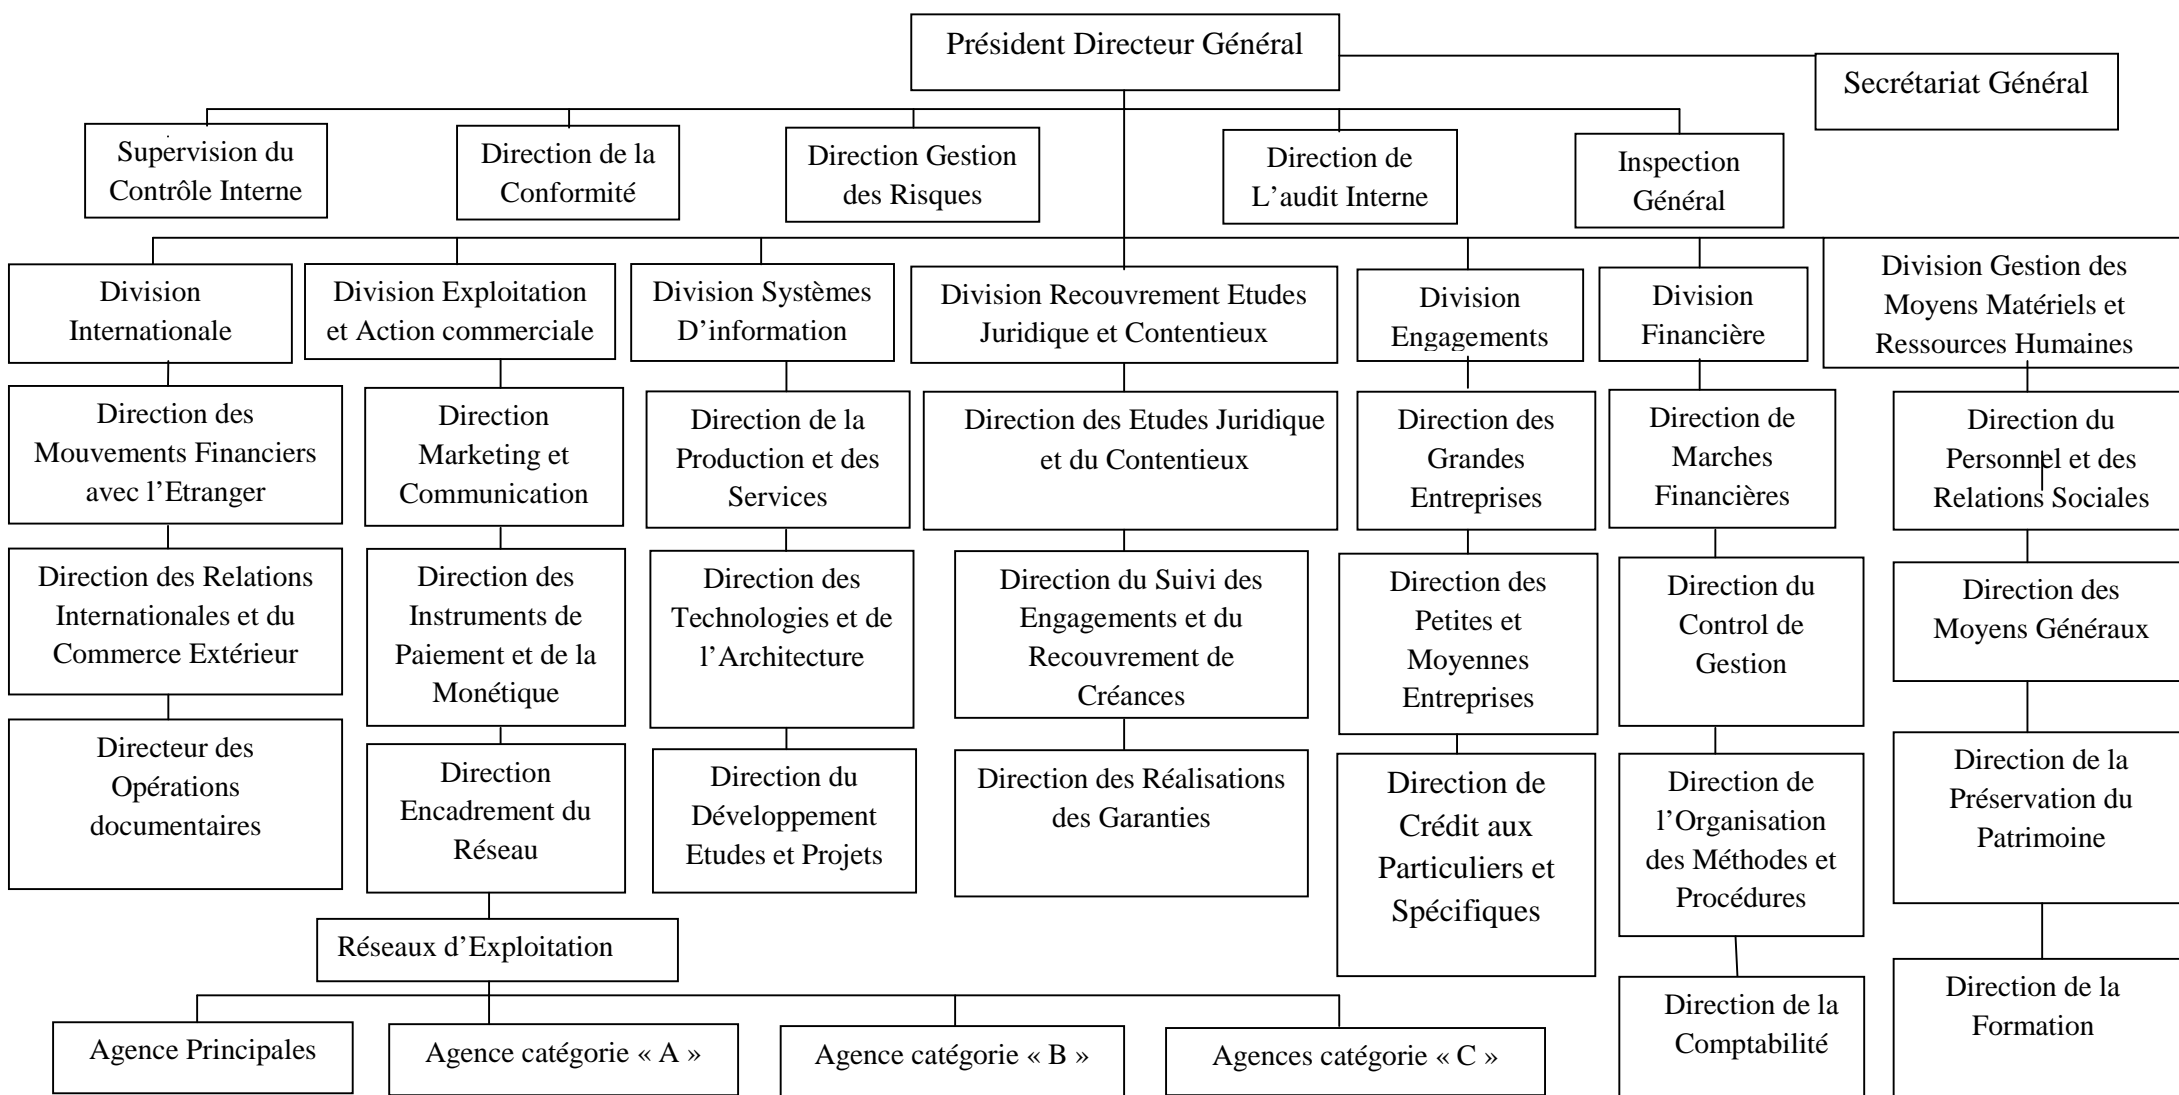 Président Directeur Général
Secrétariat Général
Supervision du
Contrôle Interne
Direction de la
Conformité
Direction Gestion
des Risques
Direction de
L’audit Interne
Inspection
Général
Division
Internationale
Division Exploitation
et Action commerciale
Division Systèmes
D’information
Division Recouvrement Etudes
Juridique et Contentieux
Division
Engagements
Division
Financière
Division Gestion des
Moyens Matériels et
Ressources Humaines
Direction des
Mouvements Financiers
avec l’Etranger
Direction
Marketing et
Communication
Direction de la
Production et des
Services
Direction des Etudes Juridique
et du Contentieux
Direction des
Grandes
Entreprises
Direction de
Marches
Financières
Direction du
Personnel et des
Relations Sociales
Direction des Relations
Internationales et du
Commerce Extérieur
Direction des
Instruments de
Paiement et de la
Monétique
Direction des
Technologies et de
l’Architecture
Direction du Suivi des
Engagements et du
Recouvrement de
Créances
Direction des
Petites et
Moyennes
Entreprises
Direction du
Control de
Gestion
Direction des
Moyens Généraux
Directeur des
Opérations
documentaires
Direction
Encadrement du
Réseau
Direction du
Développement
Etudes et Projets
Direction des Réalisations
des Garanties
Direction de
Crédit aux
Particuliers et
Spécifiques
Direction de
l’Organisation
des Méthodes et
Procédures
Direction de la
Préservation du
Patrimoine
Réseaux d’Exploitation
Direction de la
Comptabilité
Direction de la
Formation
Agence Principales
Agence catégorie « A »
Agence catégorie « B »
Agences catégorie « C »